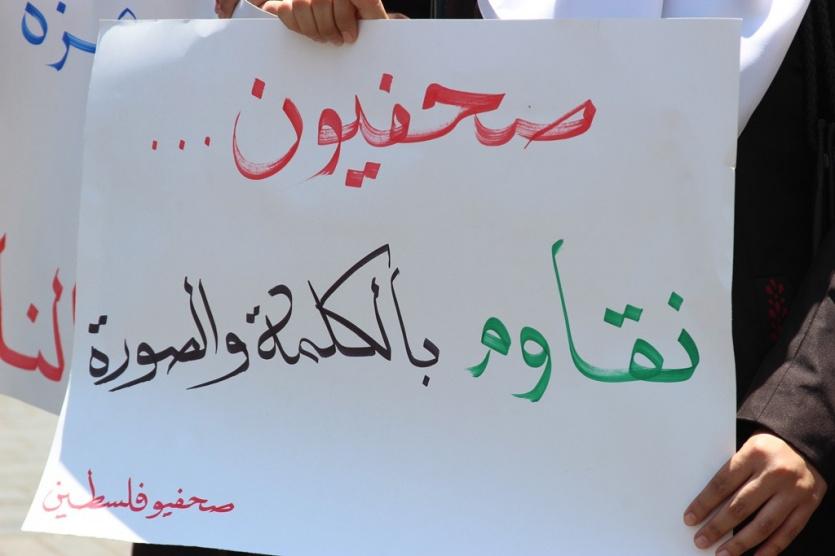 صحفيون ...
نقاوم بالكلمة والصورة
صحفيو فلسطين